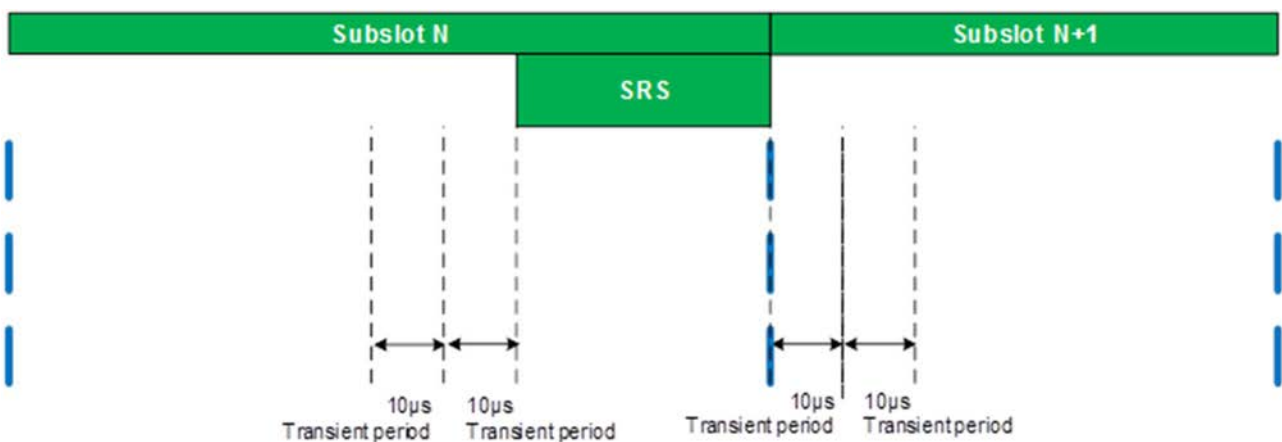 Subslot N
Subslot N+1
SRS
10µs
Transient period
10µs
Transient period
10µs
Transient period
10µs
Transient period